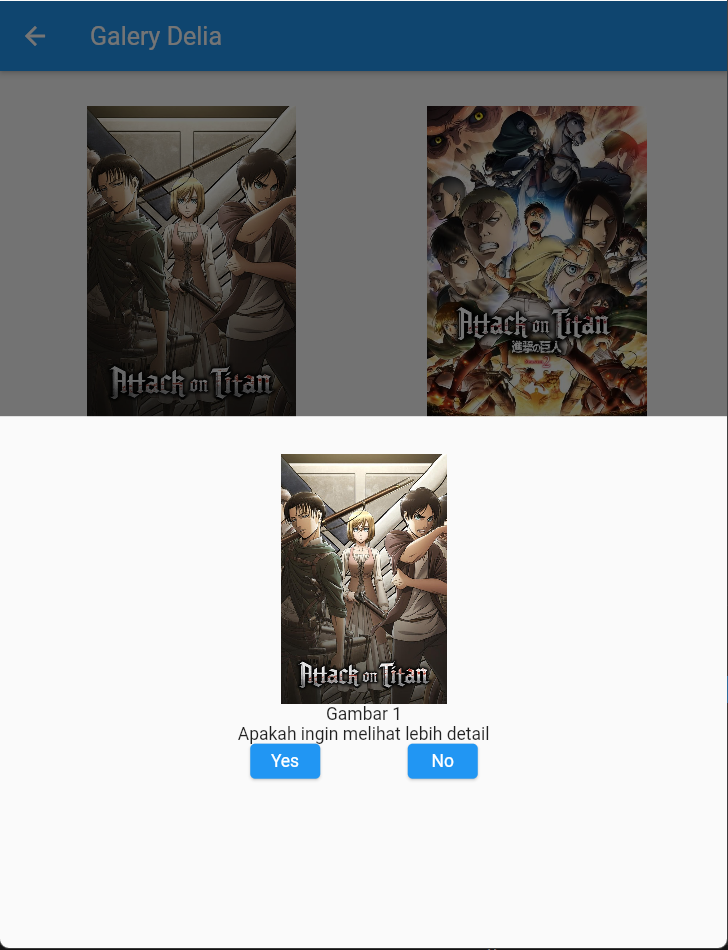 Galery Delia
Attack on Titan
Attack on Titan
進撃の巨人
Attack on Titan
Gambar 1
Apakah ingin melihat lebih detail
Yes
No